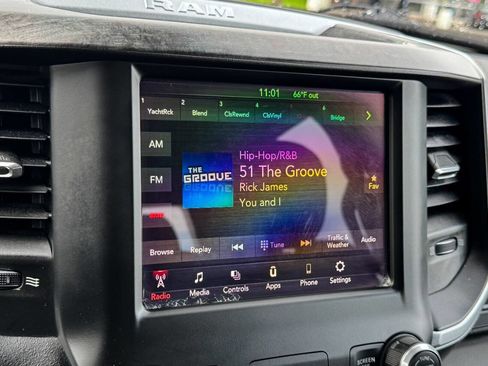 RAM
11:01 66°F out
1 YachtRck 2 Blend 3 ClsRewnd 4 ClsVinyl 6 Bridge
AM
FM
THE GROOVE
Hip-Hop/R&B
51 The Groove
Rick James
You and I
Fav
Browse Replay Tune Traffic & Weather Audio
Radio Media Controls Apps Phone Settings
SCREEN